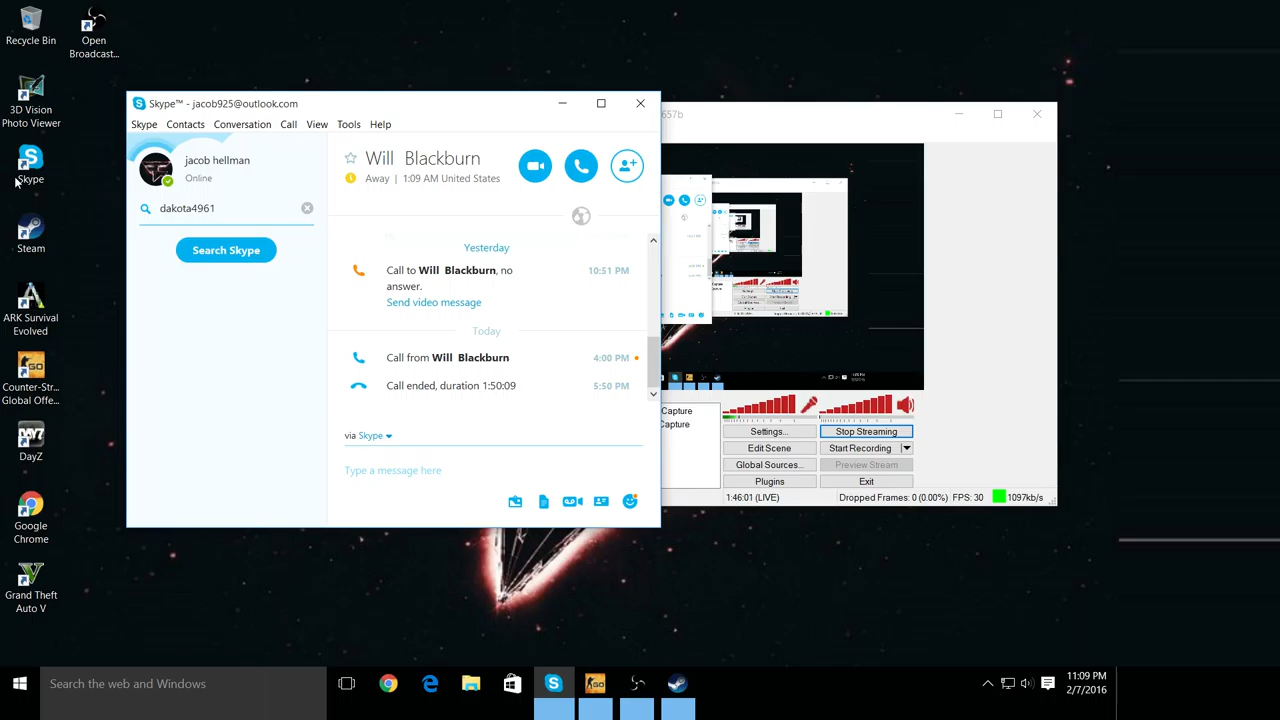 Recycle Bin
Open
Broadcast...
3D Vision
Photo Viewer
Skype
Steam
ARK Survival
Evolved
Counter-Str...
Global Offe...
DayZ
Google
Chrome
Grand Theft
Auto V
Skype™ - jacob925@outlook.com
Skype Contacts Conversation Call View Tools Help
jacob hellman
Online
dakota4961
Search Skype
Will Blackburn
Away | 1:09 AM United States
Yesterday
Call to Will Blackburn, no
answer.
10:51 PM
Send video message
Today
Call from Will Blackburn 4:00 PM
Call ended, duration 1:50:09 5:50 PM
via Skype
Type a message here
657b
Capture
Capture
Settings... Stop Streaming
Edit Scene Start Recording
Global Sources... Preview Stream
Plugins Exit
1:46:01 (LIVE) Dropped Frames: 0 (0.00%) FPS: 30 1097kb/s
Search the web and Windows
11:09 PM
2/7/2016